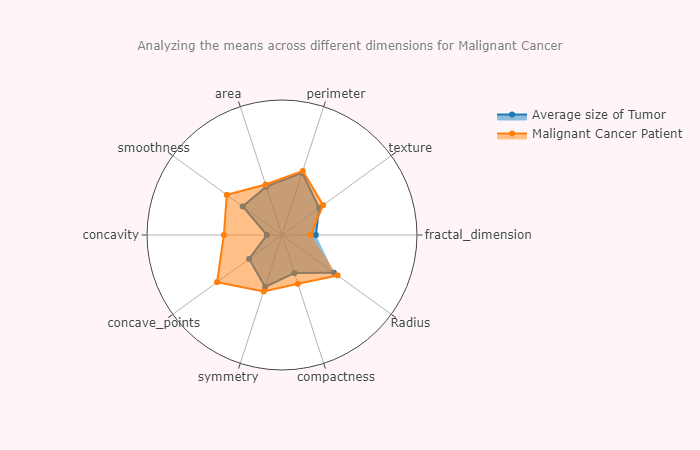 Analyzing the means across different dimensions for Malignant Cancer
area
perimeter
Average size of Tumor
Malignant Cancer Patient
smoothness
texture
concavity
fractal_dimension
concave_points
Radius
symmetry
compactness